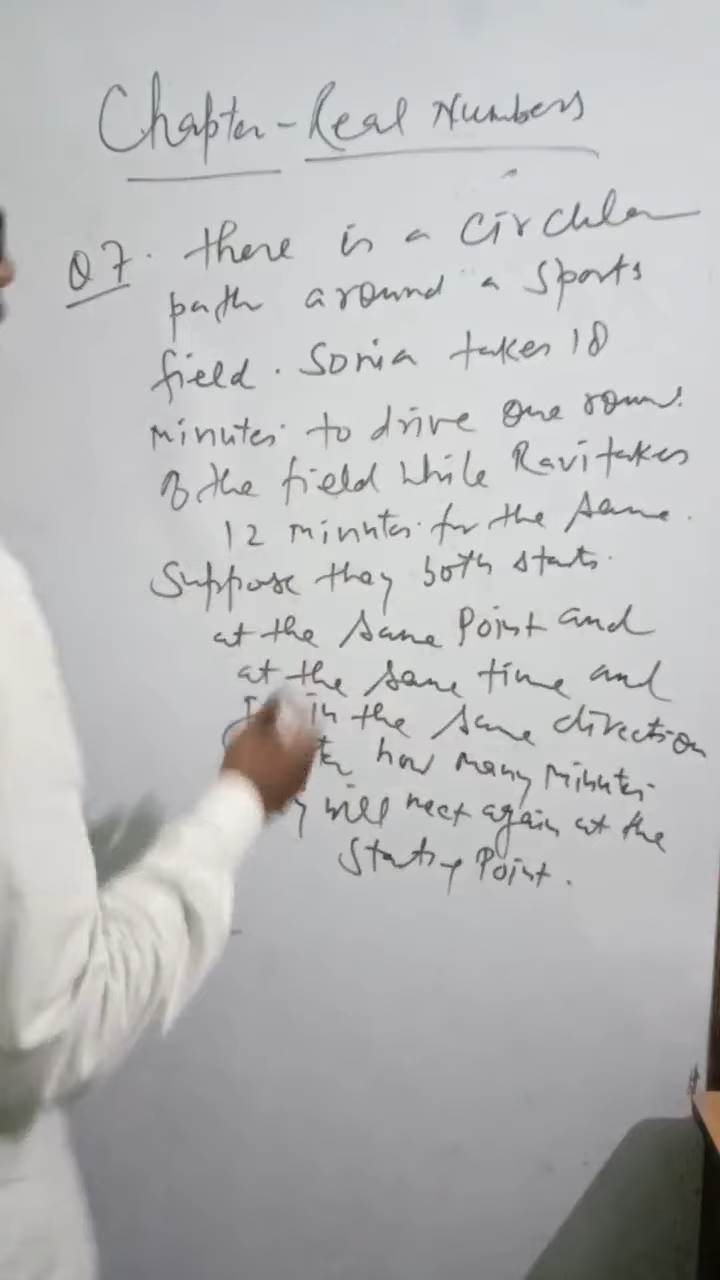 Chapter - Real Numbers
Q7. there is a Circular
path around a Sports
field. Sonia takes 18
minutes to drive one round
of the field while Ravi takes
12 minutes for the same.
Suppose they both starts
at the same Point and
at the same time and
in the same direction
how many minutes
will meet again at the
Starting Point.